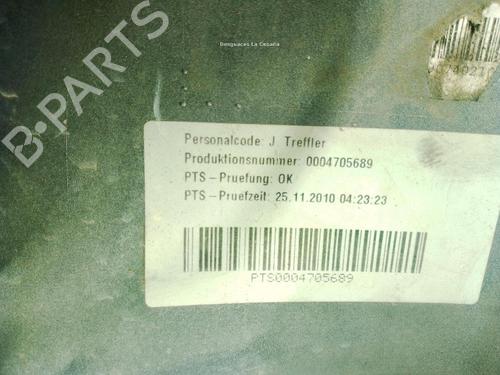 Desguaces La Cabaña
B-PARTS
Personalcode: J. Treffler
Produktionsnummer: 0004705689
PTS-Pruefung: OK
PTS-Pruefzeit: 25.11.2010 04:23:23
PTS0004705689